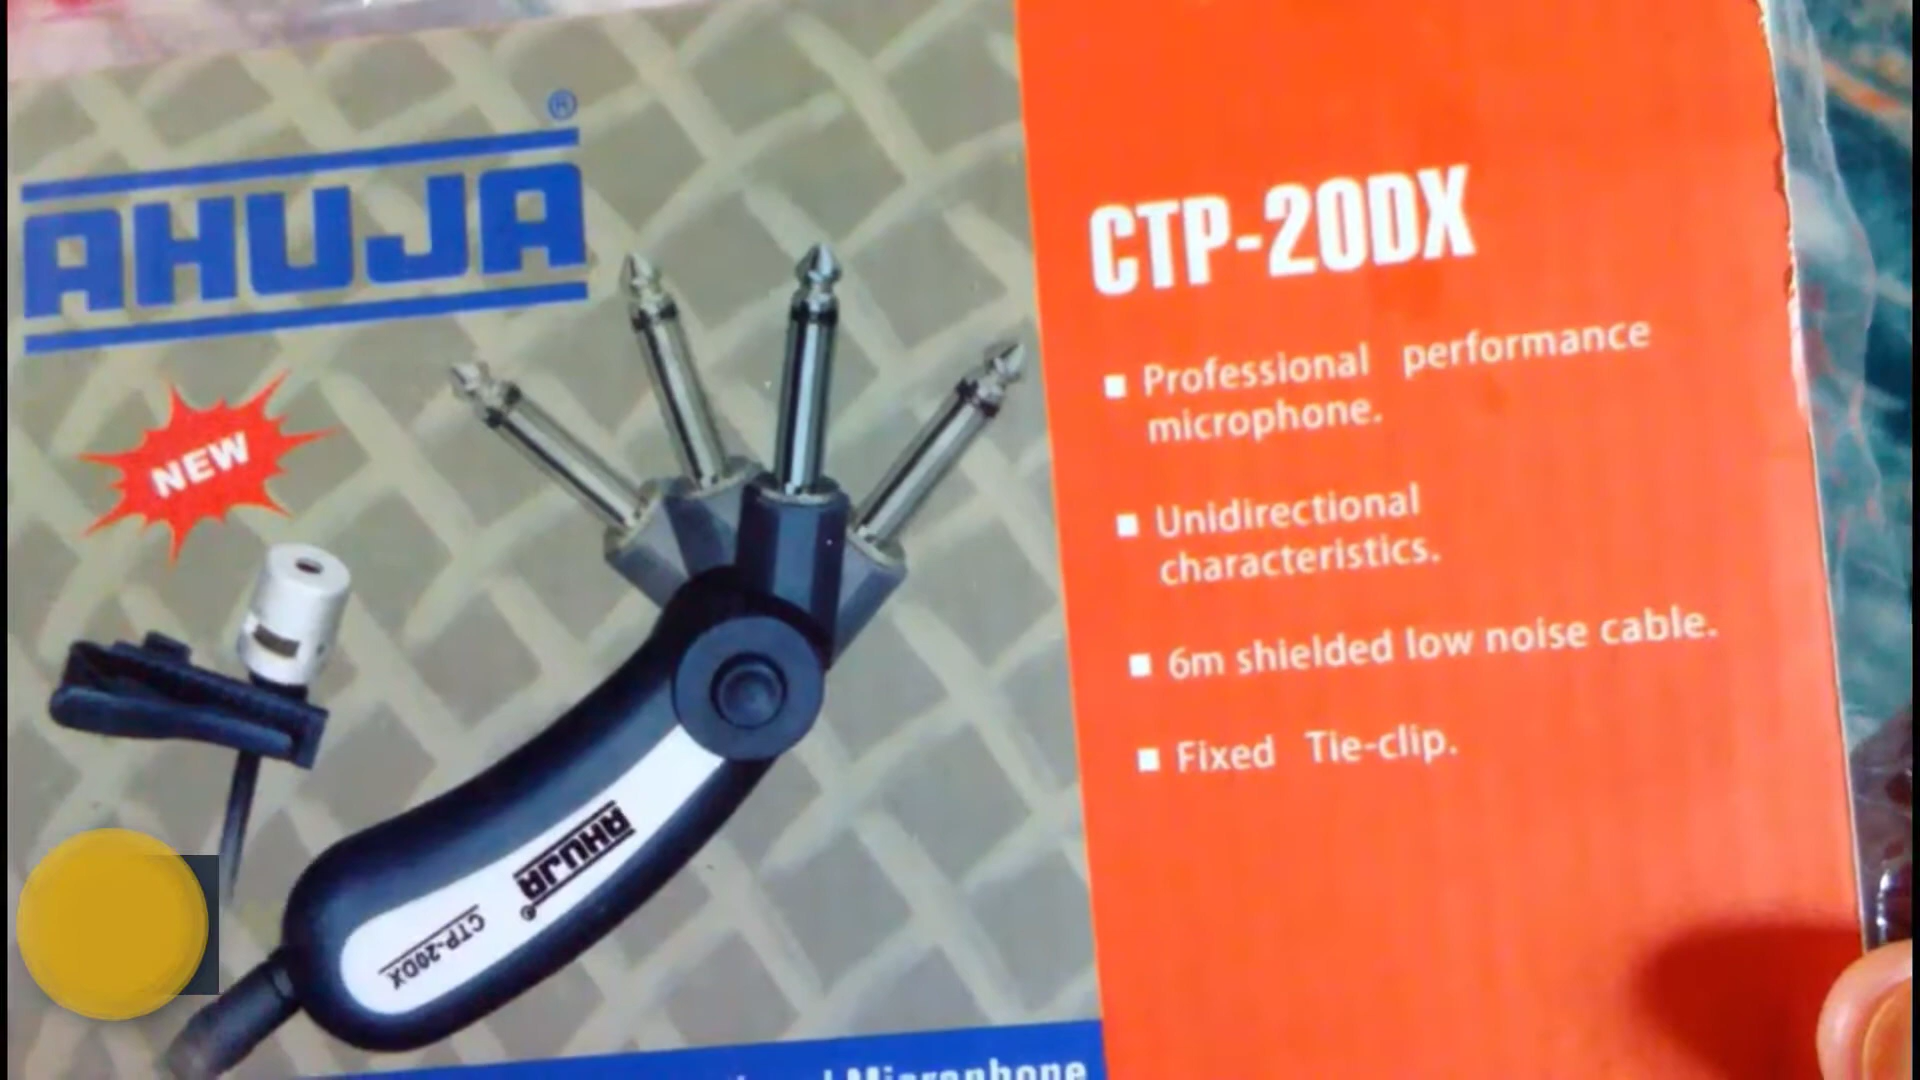 AHUJA
®
NEW
AHUJA
®
CTP-20DX
Microphone
CTP-20DX
Professional performance
microphone.
Unidirectional
characteristics.
6m shielded low noise cable.
Fixed Tie-clip.